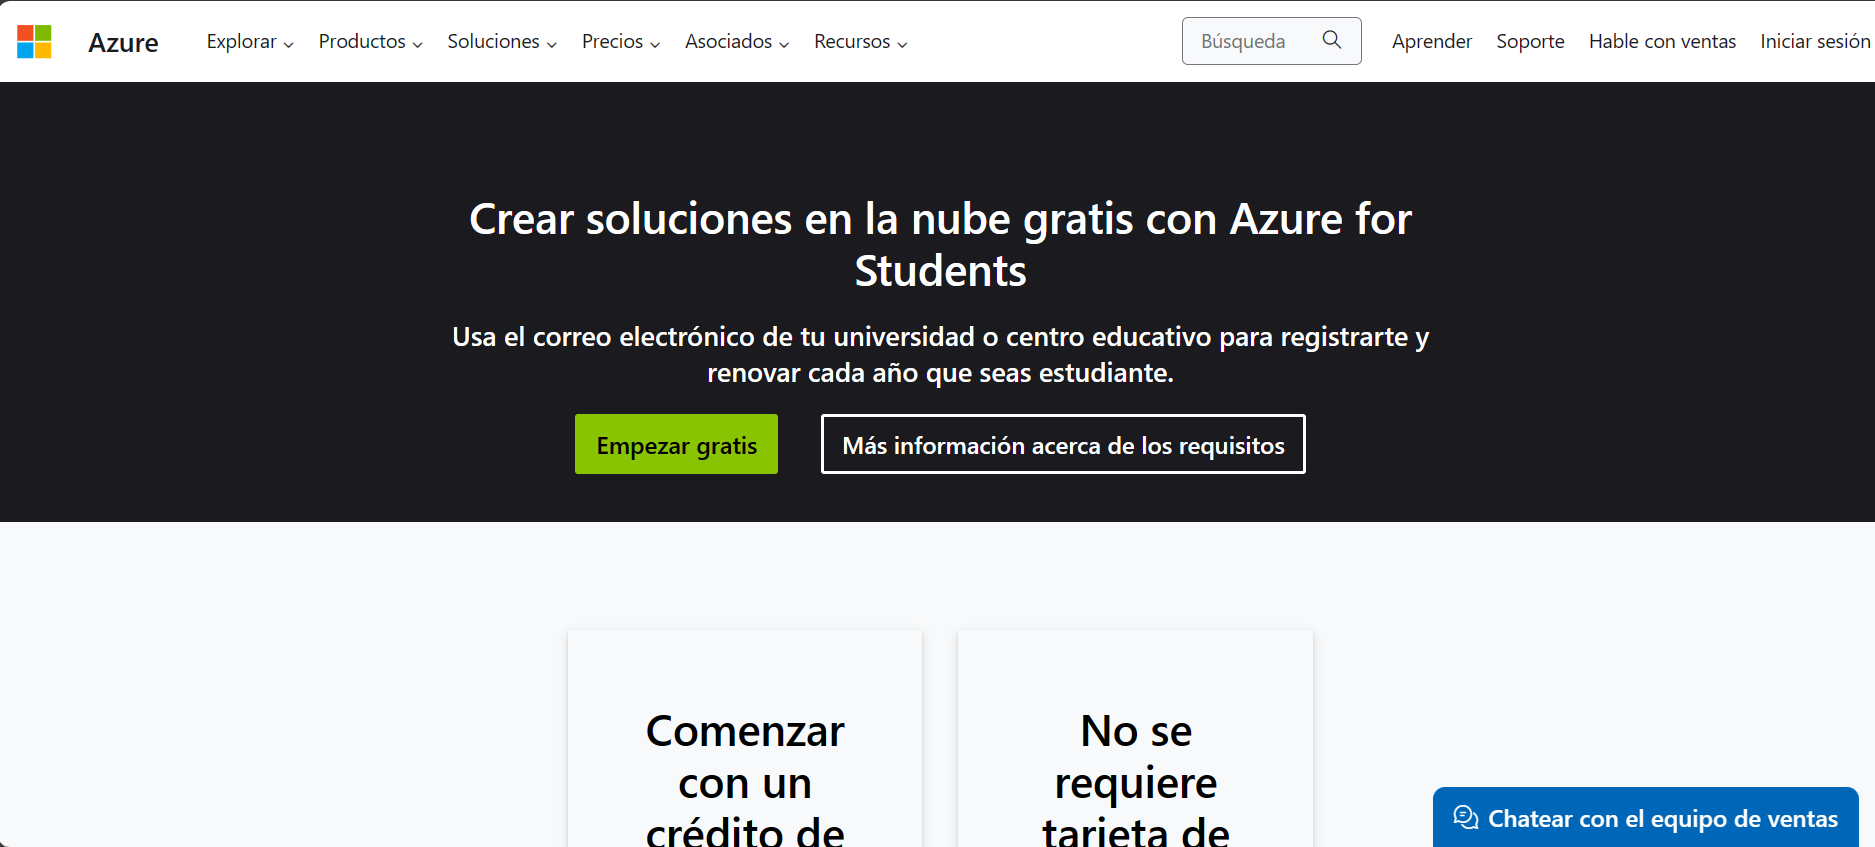 Azure
Explorar
Productos
Soluciones
Precios
Asociados
Recursos
Búsqueda
Aprender
Soporte
Hable con ventas
Iniciar sesión
Crear soluciones en la nube gratis con Azure for
Students
Usa el correo electrónico de tu universidad o centro educativo para registrarte y
renovar cada año que seas estudiante.
Empezar gratis
Más información acerca de los requisitos
Comenzar
con un
crédito de
No se
requiere
tarjeta de
Chatear con el equipo de ventas